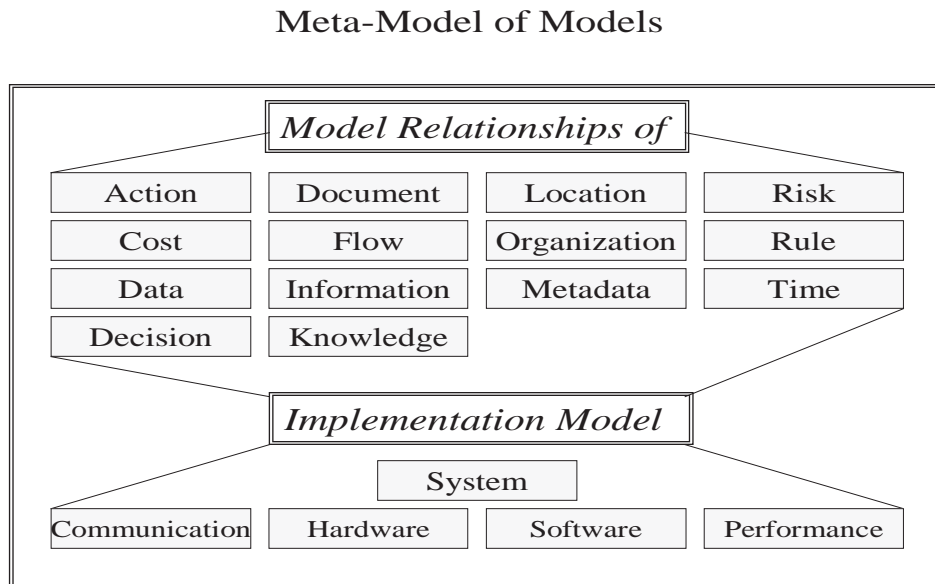 Meta-Model of Models
Model Relationships of
Action Document Location Risk
Cost Flow Organization Rule
Data Information Metadata Time
Decision Knowledge
Implementation Model
System
Communication Hardware Software Performance